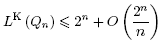 L^K (Q_n) ⩽ 2^n + O(2^n/n)